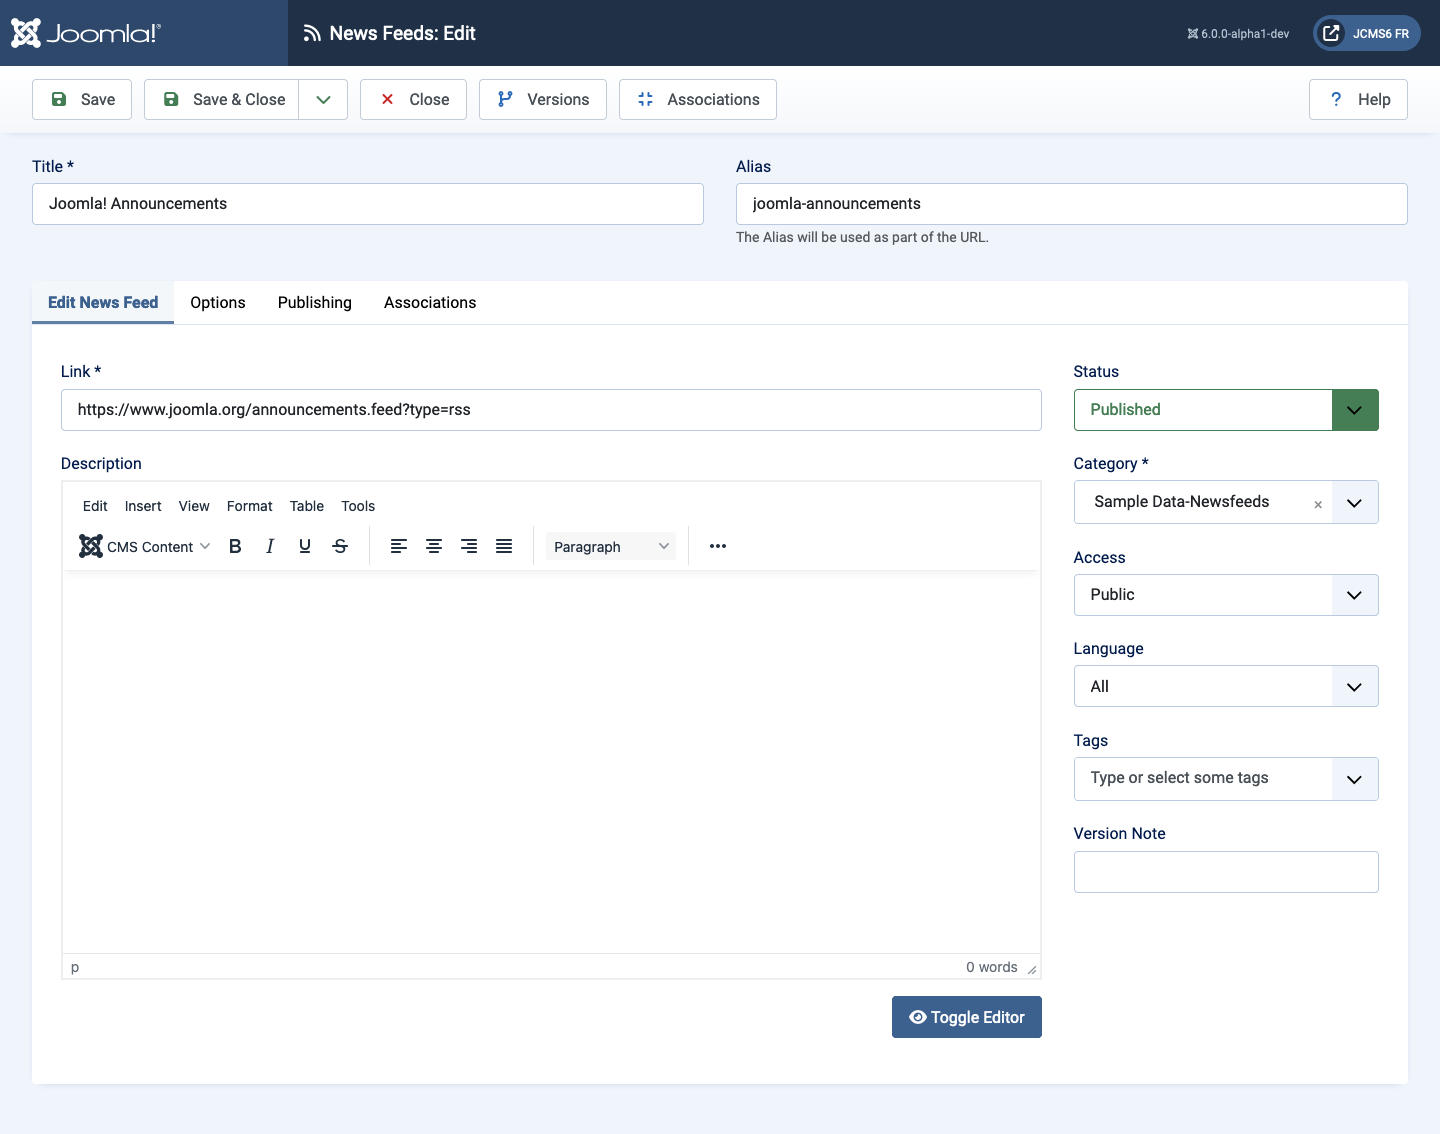 Joomla!®
News Feeds: Edit
6.0.0-alpha1-dev
JCMS6 FR
Save
Save & Close
Close
Versions
Associations
? Help
Title *
Joomla! Announcements
Alias
joomla-announcements
The Alias will be used as part of the URL.
Edit News Feed
Options
Publishing
Associations
Link *
https://www.joomla.org/announcements.feed?type=rss
Description
Edit Insert View Format Table Tools
CMS Content B I U S Paragraph
p
0 words
Toggle Editor
Status
Published
Category *
Sample Data-Newsfeeds ×
Access
Public
Language
All
Tags
Type or select some tags
Version Note